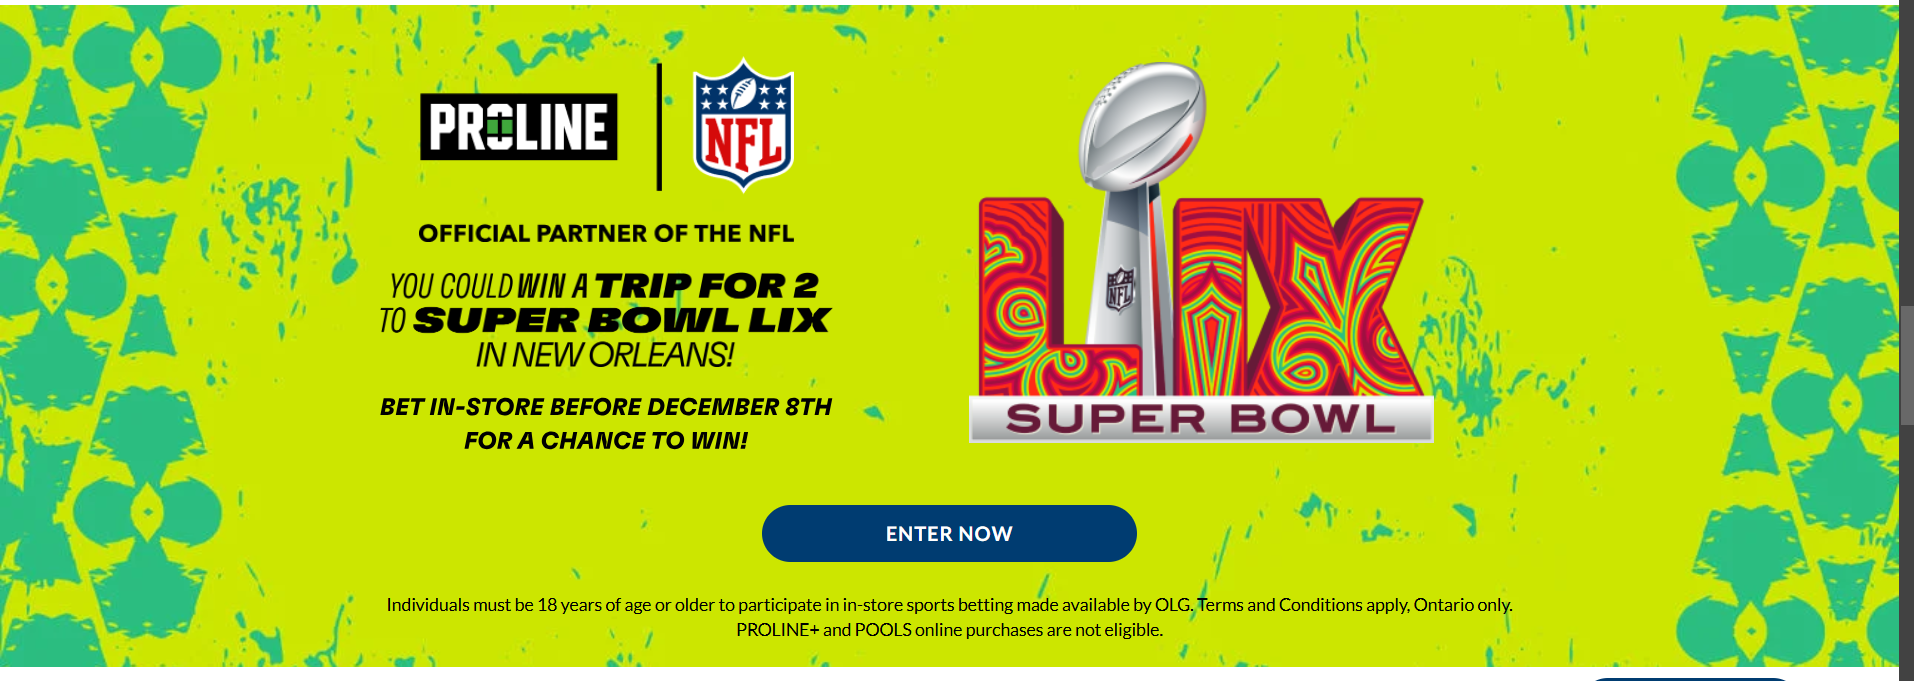 PROLINE
NFL
OFFICIAL PARTNER OF THE NFL
YOU COULD WIN A TRIP FOR 2
TO SUPER BOWL LIX
IN NEW ORLEANS!
BET IN-STORE BEFORE DECEMBER 8TH
FOR A CHANCE TO WIN!
NFL
LIX
SUPER BOWL
ENTER NOW
Individuals must be 18 years of age or older to participate in in-store sports betting made available by OLG. Terms and Conditions apply, Ontario only.
PROLINE+ and POOLS online purchases are not eligible.